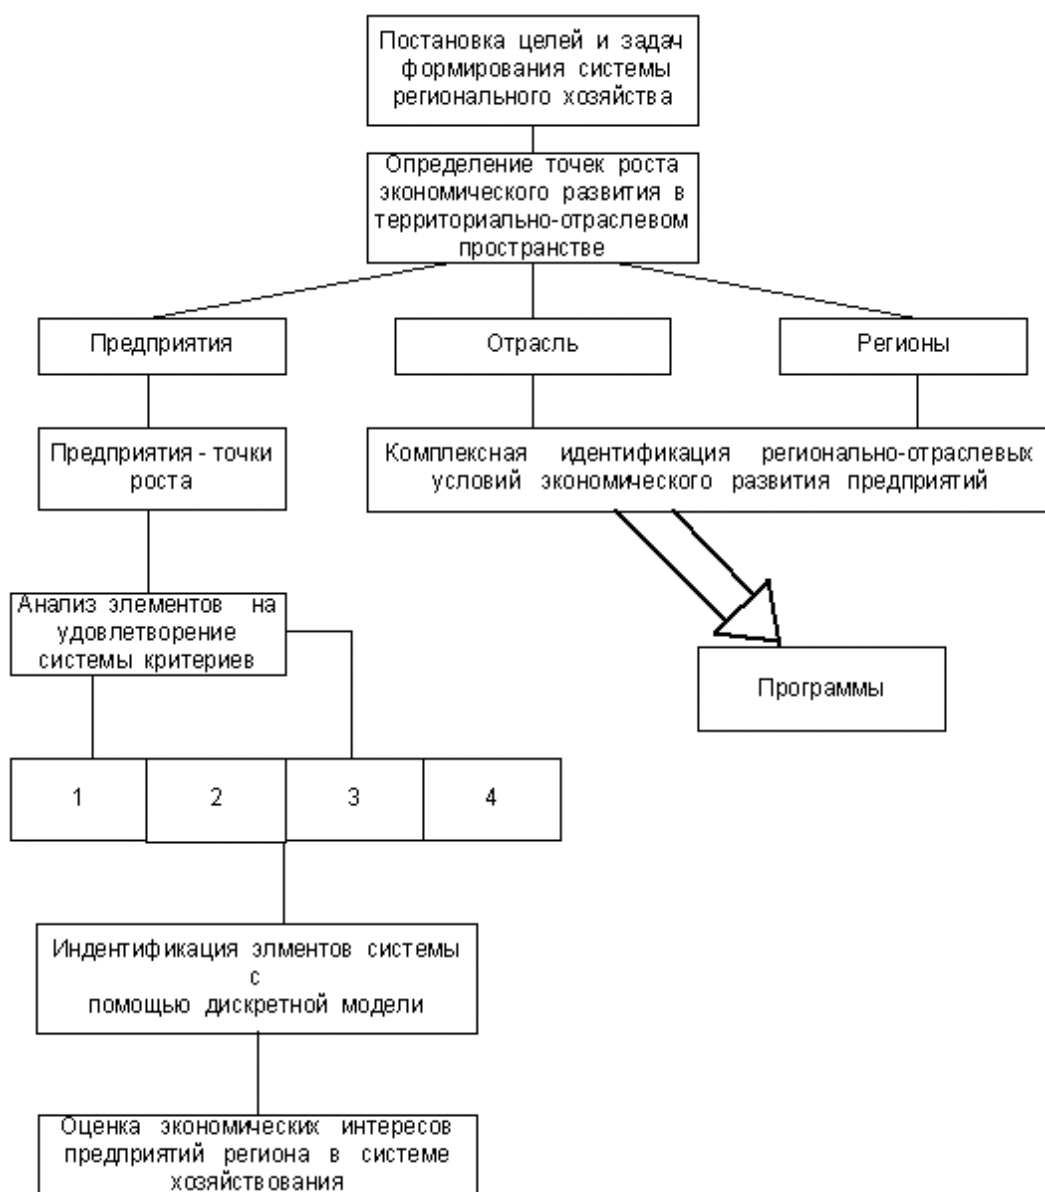 Постановка целей и задач
формирования системы
регионального хозяйства
Определение точек роста
экономического развития в
территориально-отраслевом
пространстве
Предприятия
Отрасль
Регионы
Предприятия - точки
роста
Комплексная идентификация регионально-отраслевых
условий экономического развития предприятий
Анализ элементов на
удовлетворение
системы критериев
Программы
1
2
3
4
Индентификация элментов системы
с
помощью дискретной модели
Оценка экономических интересов
предприятий региона в системе
хозяйствования